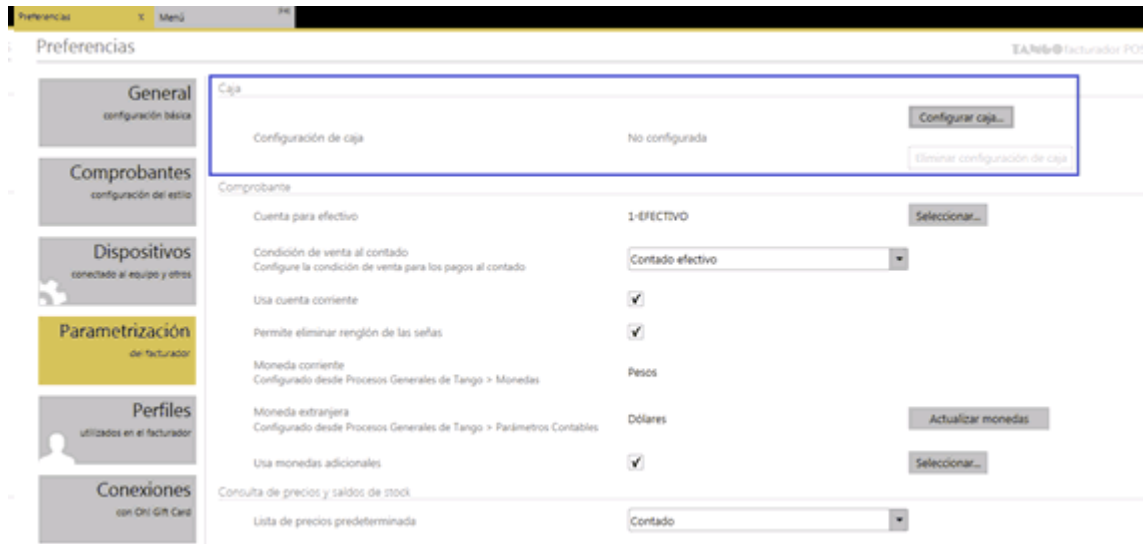 Preferencias X Menú
Preferencias
TANGO facturador POS
General
configuración básica
Comprobantes
configuración del estilo
Dispositivos
conectado al equipo y otros
Parametrización
del facturador
Perfiles
utilizados en el facturador
Conexiones
con Oh! Gift Card
Caja
Configuración de caja No configurada Configurar caja...
Eliminar configuración de caja
Comprobante
Cuenta para efectivo 1-EFECTIVO Seleccionar...
Condición de venta al contado Contado efectivo
Configure la condición de venta para los pagos al contado
Usa cuenta corriente
Permite eliminar renglón de las señas
Moneda corriente Pesos
Configurado desde Procesos Generales de Tango > Monedas
Moneda extranjera Dólares Actualizar monedas
Configurado desde Procesos Generales de Tango > Parámetros Contables
Usa monedas adicionales Seleccionar...
Consulta de precios y saldos de stock
Lista de precios predeterminada Contado